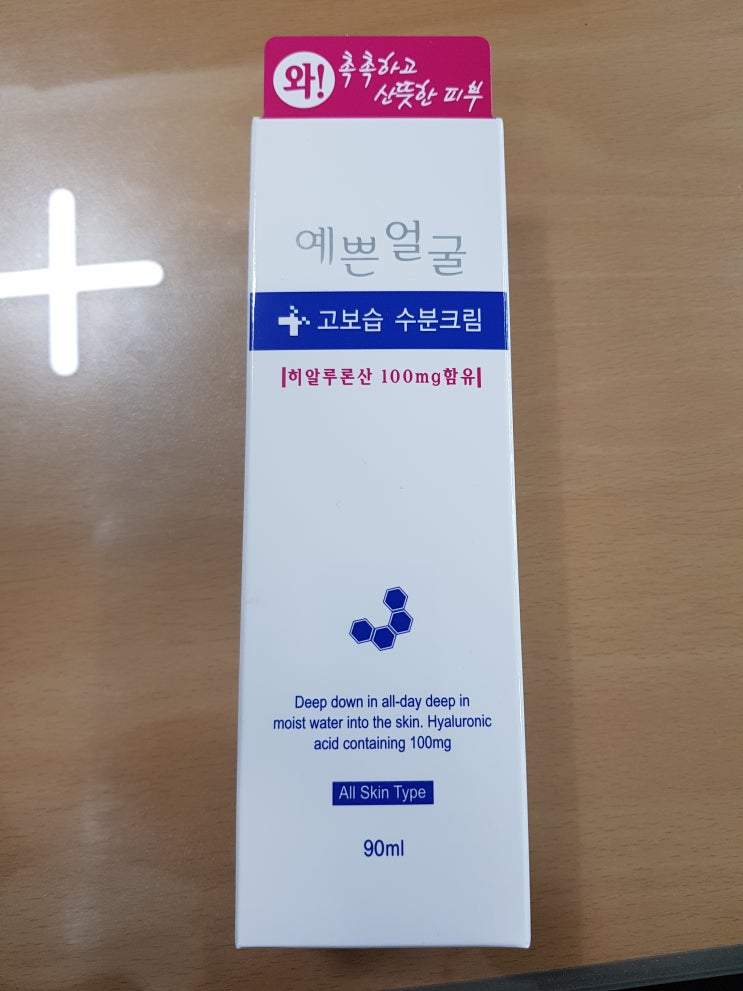 와! 촉촉하고
산뜻한 피부
예쁜얼굴
고보습 수분크림
히알루론산 100mg함유
Deep down in all-day deep in
moist water into the skin. Hyaluronic
acid containing 100mg
All Skin Type
90ml